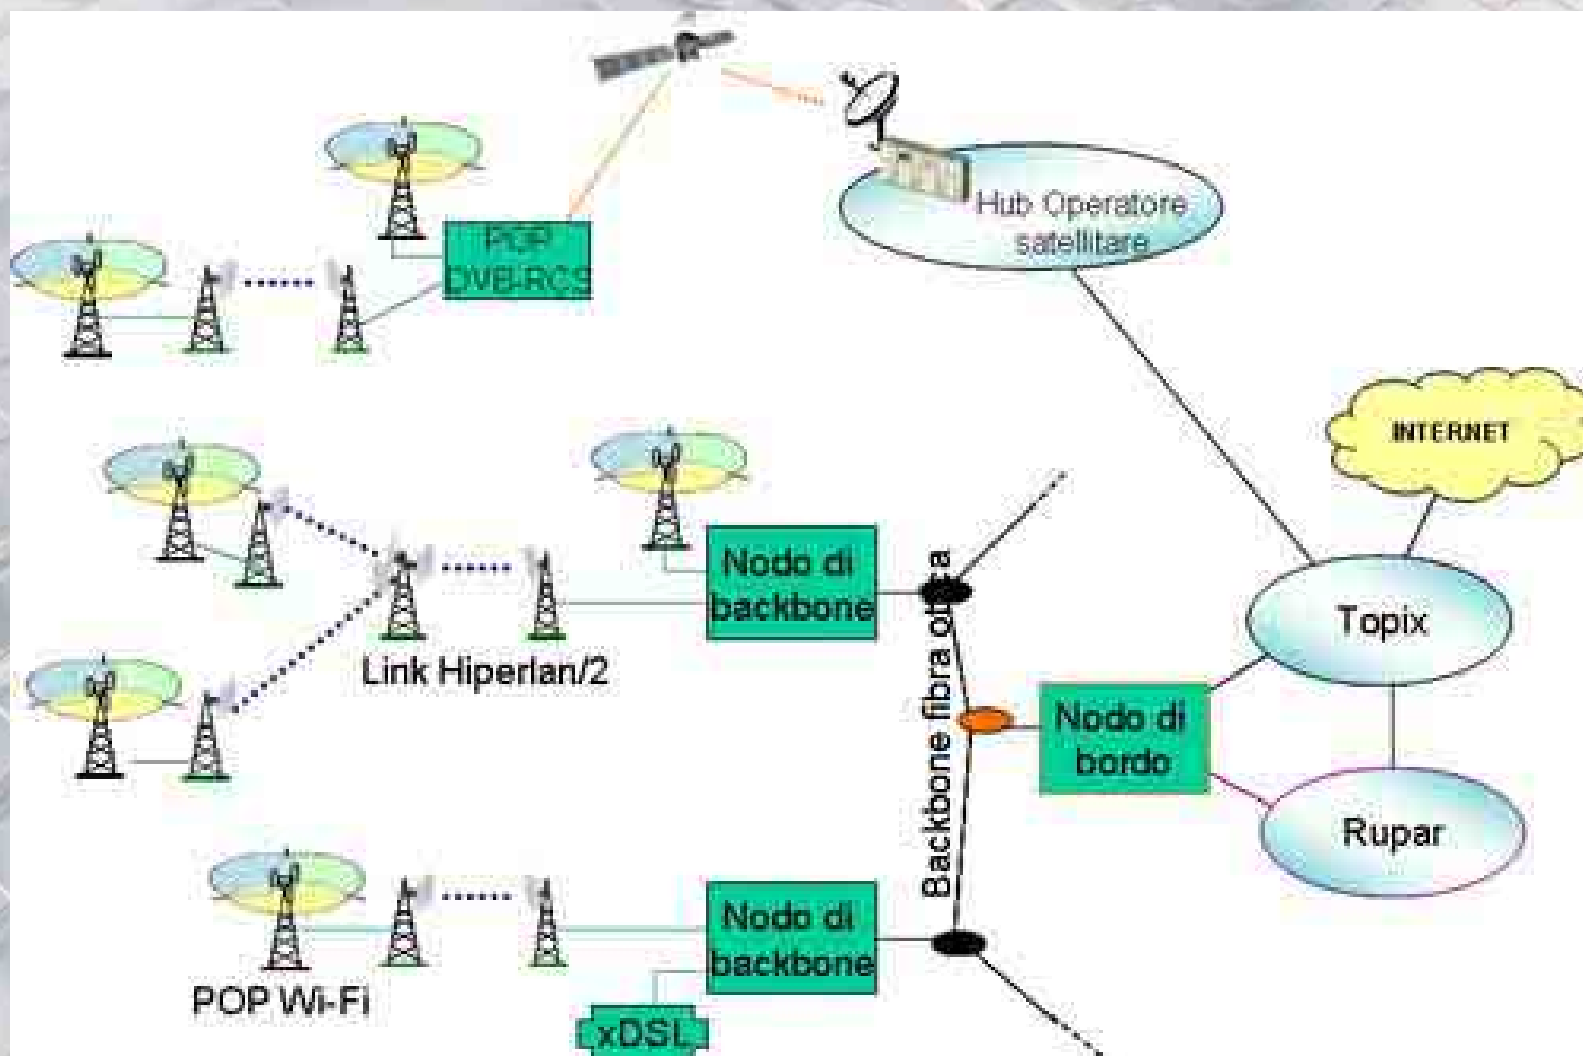 Hub Operatore
satellitare
POP
DVB-RCS
INTERNET
Nodo di
backbone
Topix
Link Hiperlan/2
Backbone fibra ottica
Nodo di
bordo
Rupar
Nodo di
backbone
POP Wi-Fi
xDSL